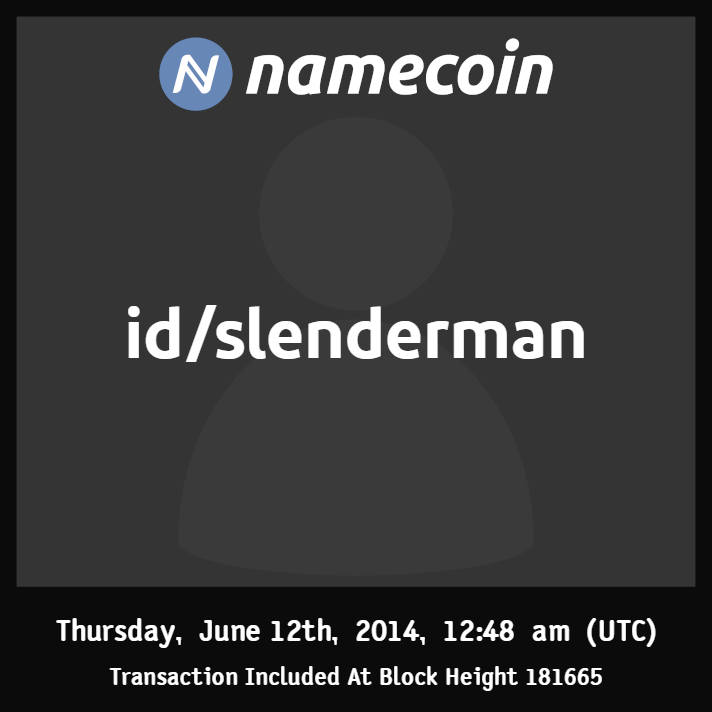 namecoin
id/slenderman
Thursday, June 12th, 2014, 12:48 am (UTC)
Transaction Included At Block Height 181665